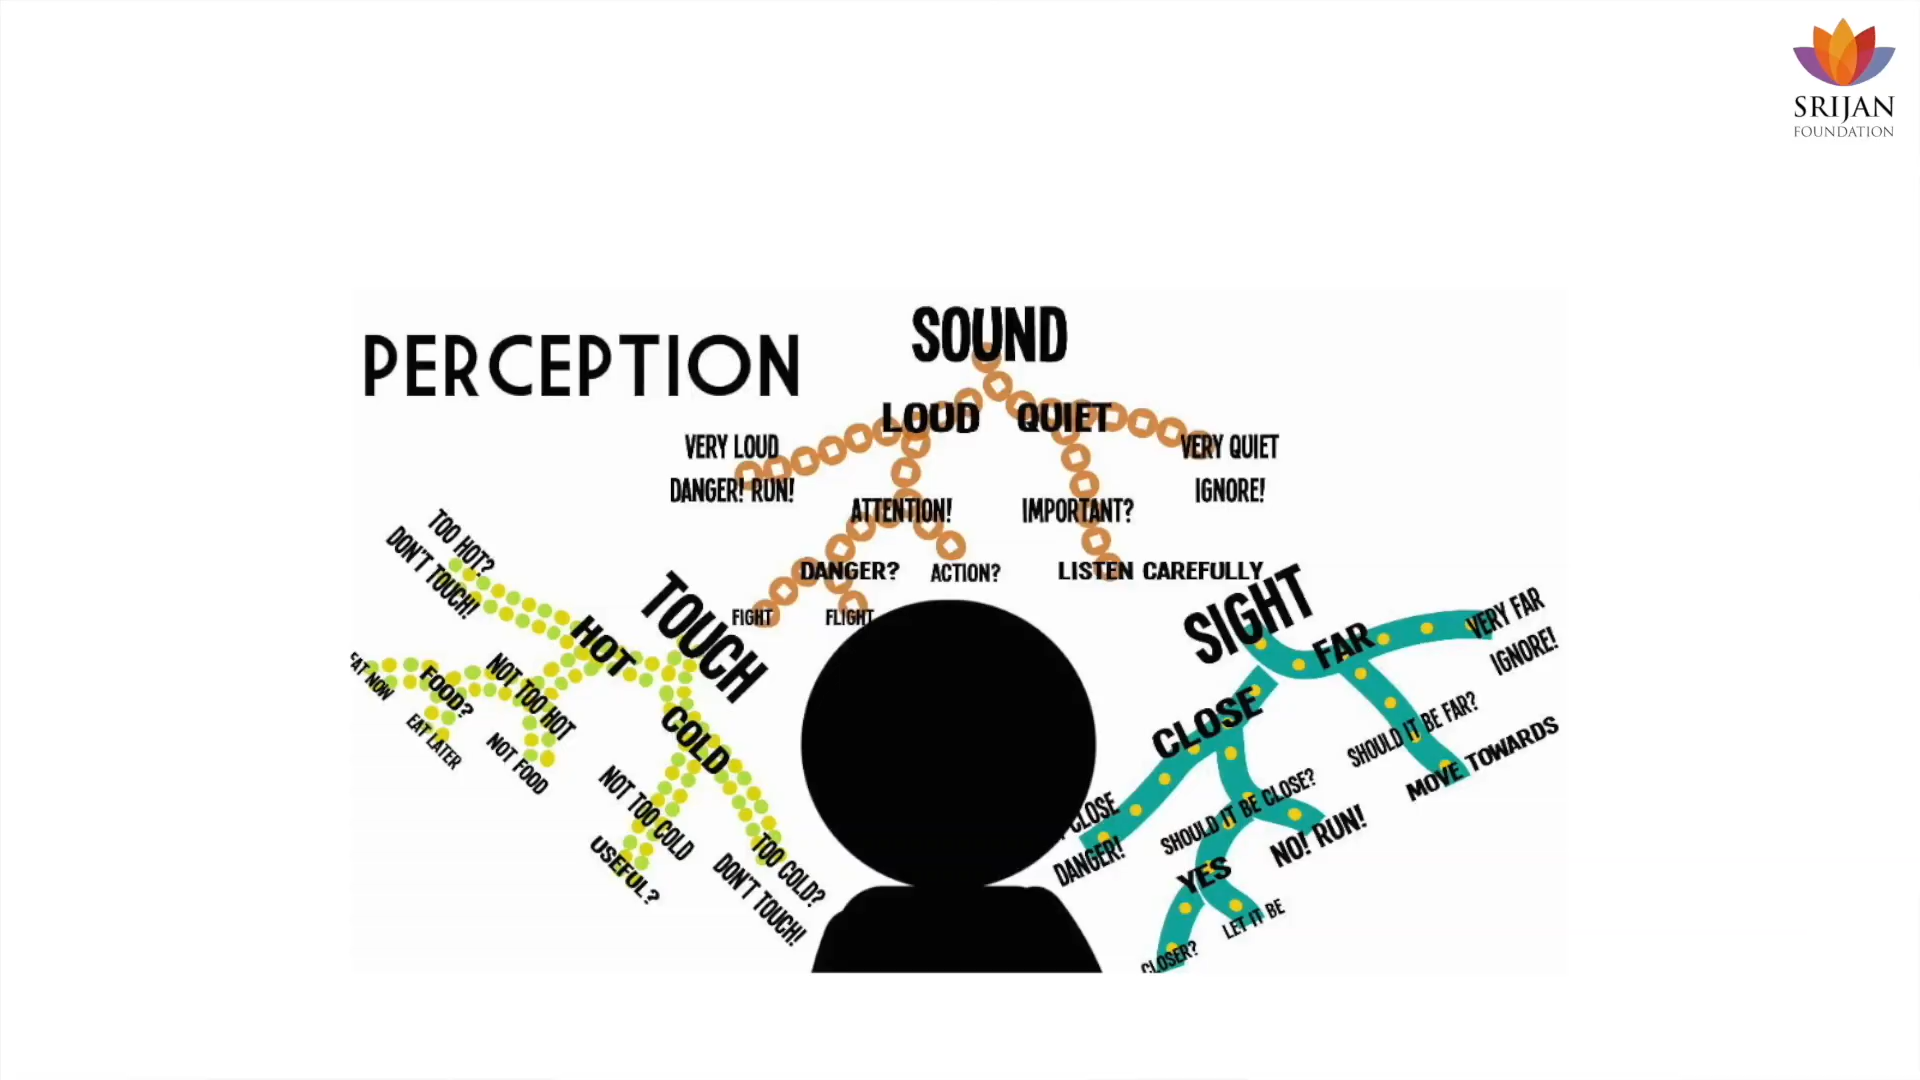 SRIJAN
FOUNDATION
PERCEPTION
SOUND
LOUD
QUIET
VERY LOUD
DANGER! RUN!
VERY QUIET
IGNORE!
ATTENTION!
IMPORTANT?
DANGER?
ACTION?
LISTEN CAREFULLY
FIGHT
FLIGHT
TOUCH
HOT
TOO HOT?
DON'T TOUCH!
NOT TOO HOT
FOOD?
EAT NOW
EAT LATER
NOT FOOD
COLD
NOT TOO COLD
USEFUL?
TOO COLD?
DON'T TOUCH!
SIGHT
FAR
VERY FAR
IGNORE!
SHOULD IT BE FAR?
MOVE TOWARDS
CLOSE
CLOSE
DANGER!
SHOULD IT BE CLOSE?
NO! RUN!
YES
LET IT BE
CLOSER?